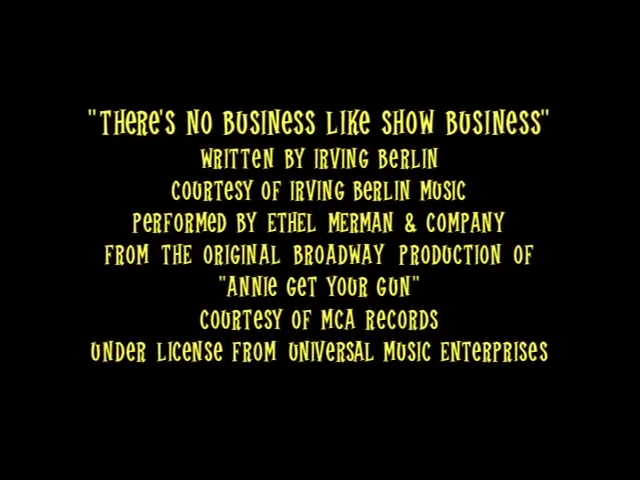 "THERE'S NO BUSINESS LIKE SHOW BUSINESS"
WRITTEN BY IRVING BERLIN
COURTESY OF IRVING BERLIN MUSIC
PERFORMED BY ETHEL MERMAN & COMPANY
FROM THE ORIGINAL BROADWAY PRODUCTION OF
"ANNIE GET YOUR GUN"
COURTESY OF MCA RECORDS
UNDER LICENSE FROM UNIVERSAL MUSIC ENTERPRISES